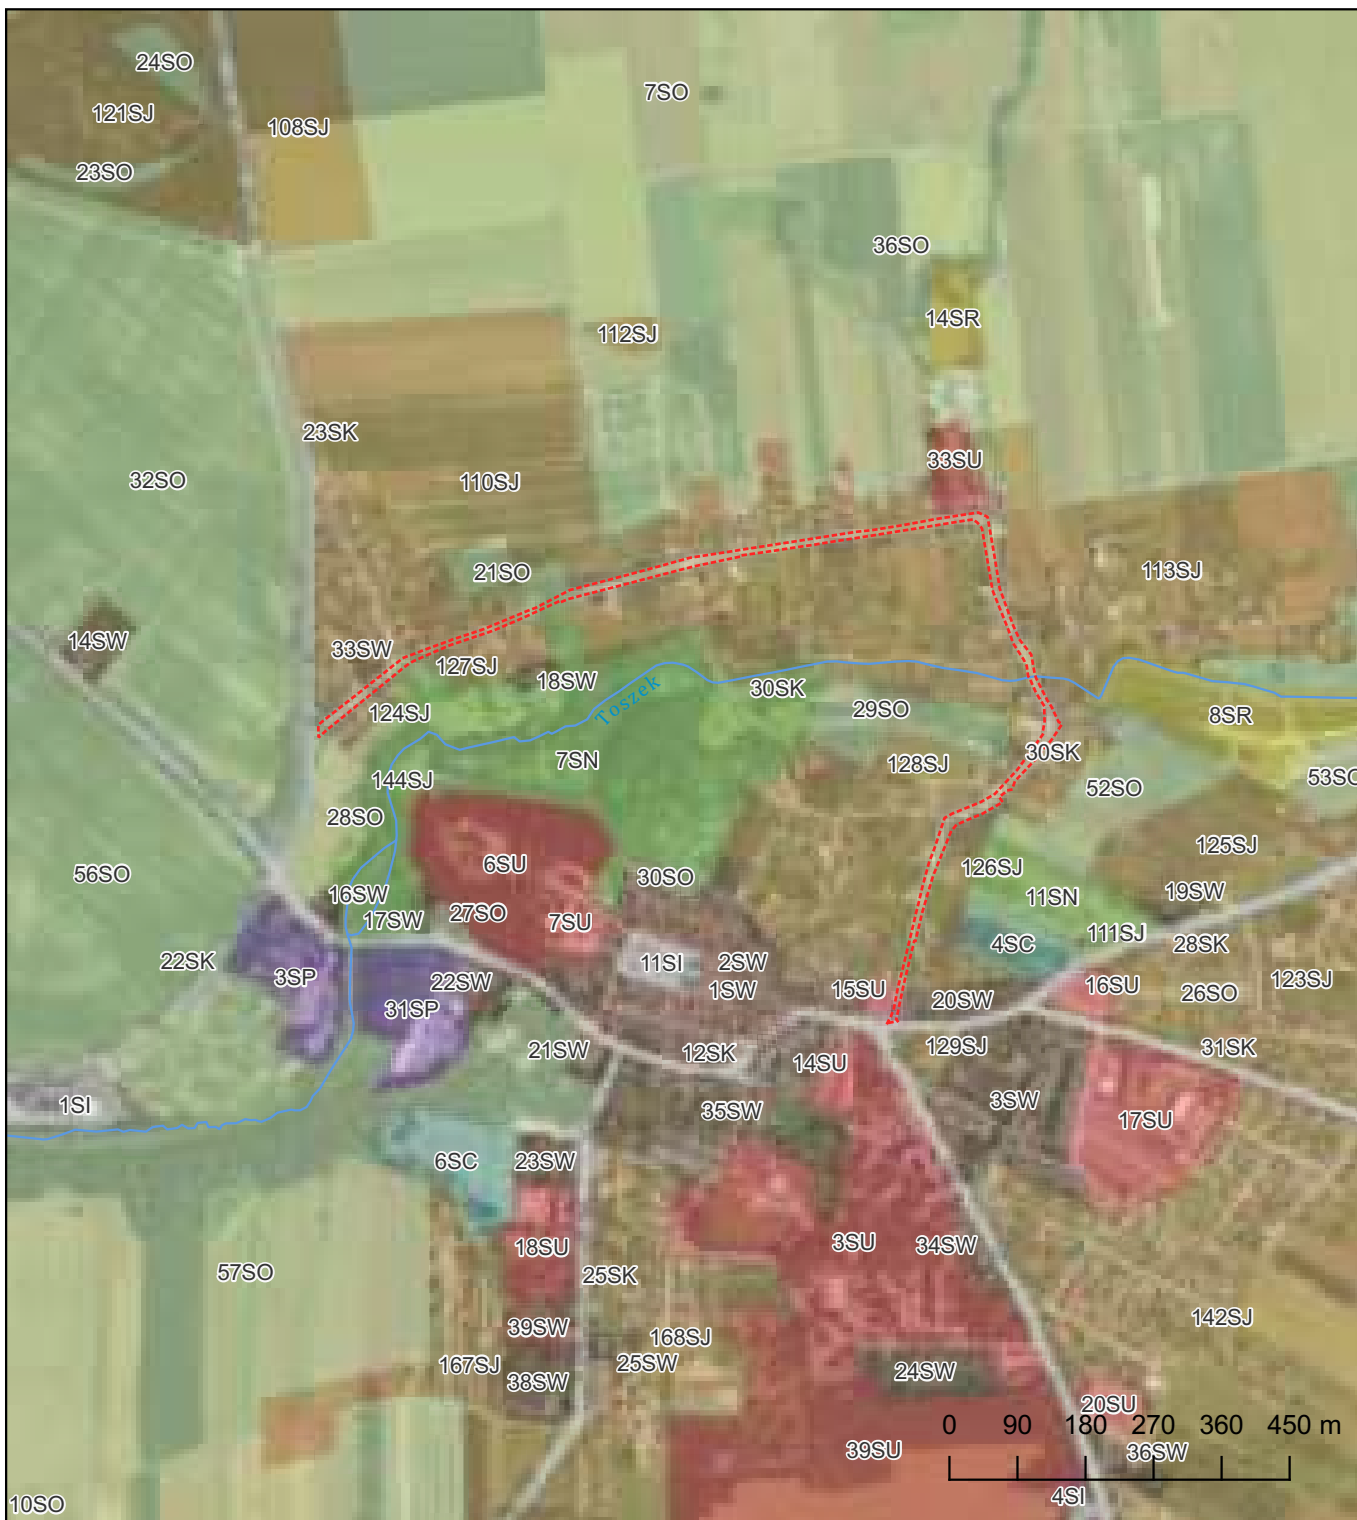 24SO
7SO
121SJ
108SJ
23SO
36SO
14SR
112SJ
23SK
33SU
32SO
110SJ
21SO
113SJ
14SW
33SW
127SJ
18SW
30SK
Toszek
29SO
124SJ
8SR
7SN
128SJ
30SK
144SJ
53SO
52SO
28SO
125SJ
6SU
126SJ
56SO
30SO
19SW
16SW
11SN
27SO
17SW
7SU
111SJ
4SC
28SK
22SK
11SI
2SW
3SP
22SW
123SJ
1SW
15SU
16SU
26SO
20SW
31SP
21SW
12SK
129SJ
31SK
14SU
3SW
1SI
35SW
17SU
6SC
23SW
18SU
3SU
34SW
57SO
25SK
142SJ
39SW
168SJ
167SJ
25SW
24SW
38SW
20SU
0 90 180 270 360 450 m
39SU
36SW
4SI
10SO